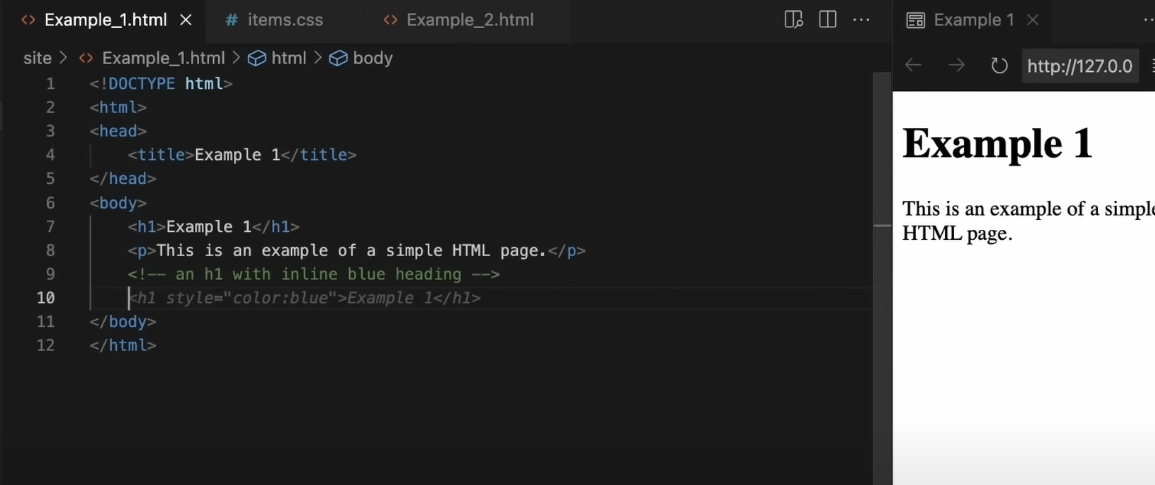 Example_1.html
# items.css
Example_2.html
Example 1
site > Example_1.html > html > body
http://127.0.0
1 <!DOCTYPE html>
2 <html>
3 <head>
4 <title>Example 1</title>
5 </head>
6 <body>
7 <h1>Example 1</h1>
8 <p>This is an example of a simple HTML page.</p>
9 <!-- an h1 with inline blue heading -->
10 <h1 style="color:blue">Example 1</h1>
11 </body>
12 </html>
Example 1
This is an example of a simple
HTML page.